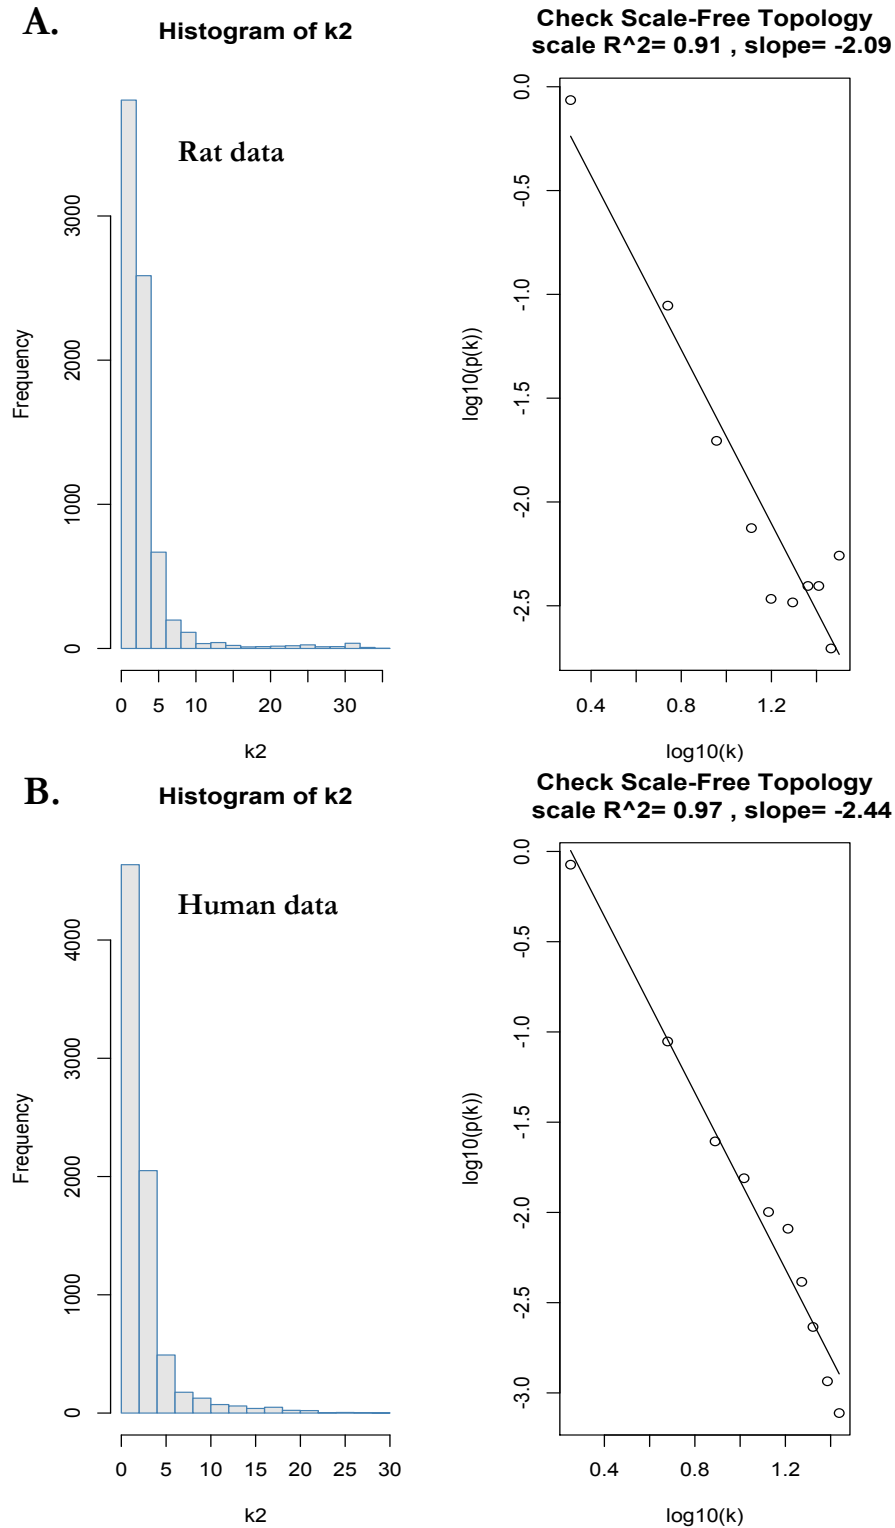 A.
Histogram of k2
Check Scale-Free Topology
scale R^2= 0.91 , slope= -2.09
Rat data
Frequency
0
1000
2000
3000
0 5 10 20 30
k2
log10(p(k))
0.0
-0.5
-1.0
-1.5
-2.0
-2.5
0.4 0.8 1.2
log10(k)
B.
Histogram of k2
Check Scale-Free Topology
scale R^2= 0.97 , slope= -2.44
Human data
Frequency
0
1000
2000
3000
4000
0 5 10 15 20 25 30
k2
log10(p(k))
0.0
-0.5
-1.0
-1.5
-2.0
-2.5
-3.0
0.4 0.8 1.2
log10(k)